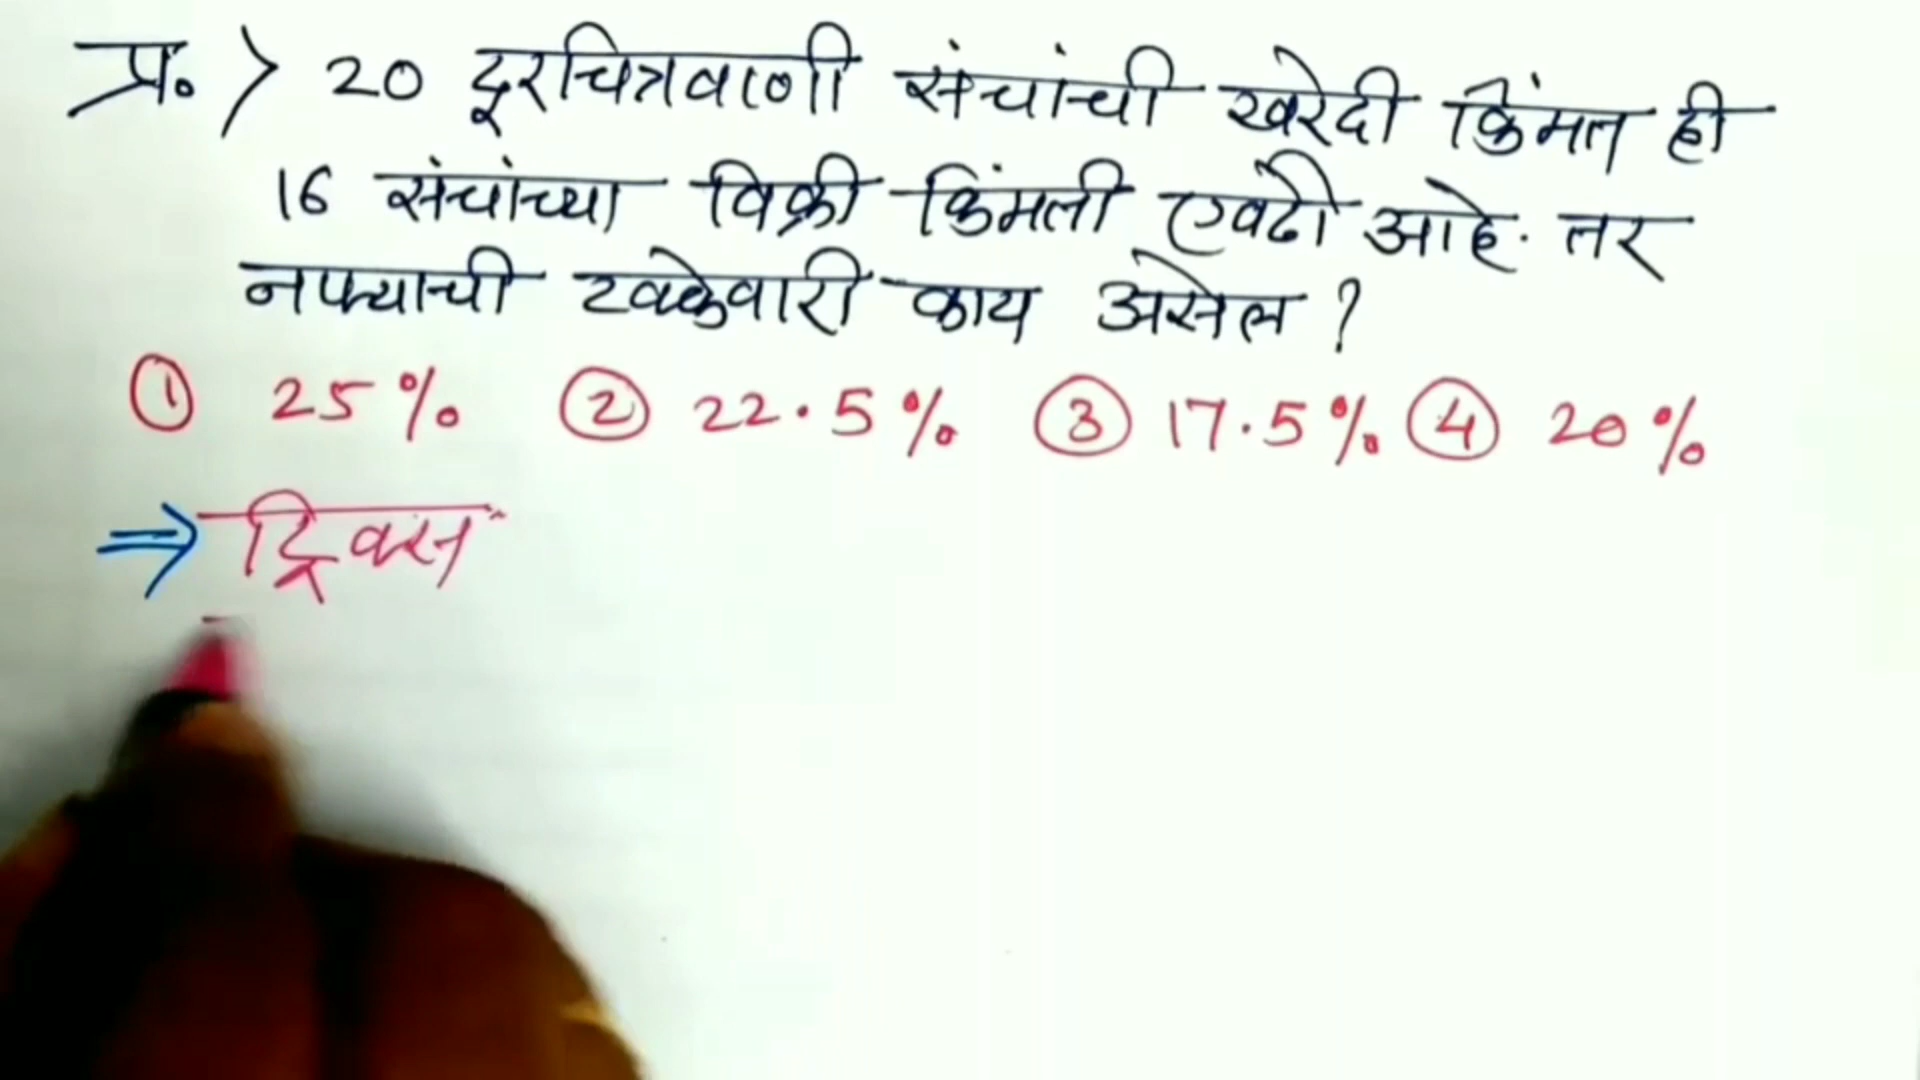 प्र.> 20 दूरचित्रवाणी संचांची खरेदी किंमत ही
16 संचांच्या विक्री किंमती एवढी आहे. तर
नफ्याची टक्केवारी काय असेल ?
① 25% ② 22.5% ③ 17.5% ④ 20%
⇒ ट्रिक्स